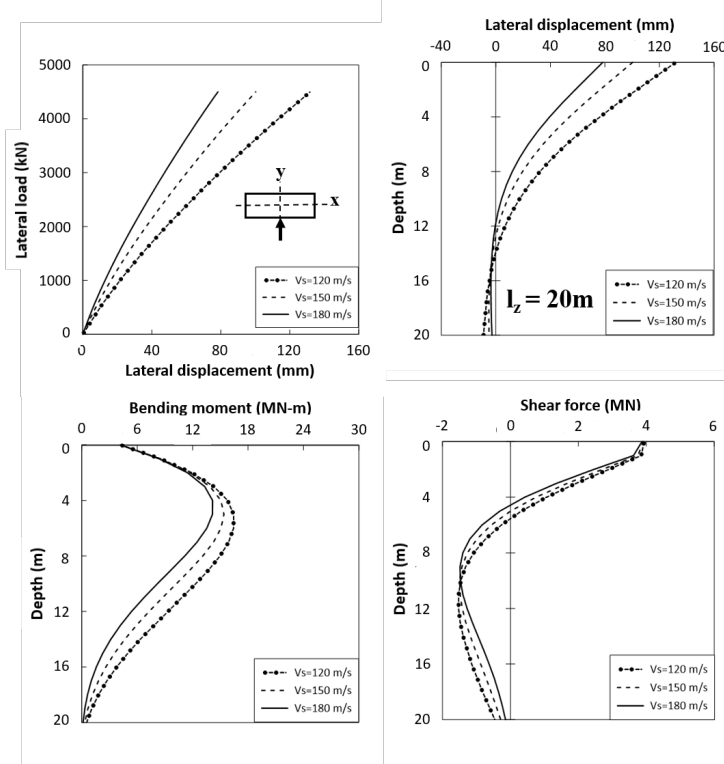 5000
4000
3000
2000
1000
0
Lateral load (kN)
y
x
Vs=120 m/s
Vs=150 m/s
Vs=180 m/s
0 40 80 120 160
Lateral displacement (mm)
Lateral displacement (mm)
-40 0 40 80 120 160
0
4
8
12
16
20
Depth (m)
l_z = 20m
Vs=120 m/s
Vs=150 m/s
Vs=180 m/s
Bending moment (MN-m)
0 6 12 18 24 30
0
4
8
12
16
20
Depth (m)
Vs=120 m/s
Vs=150 m/s
Vs=180 m/s
Shear force (MN)
-2 0 2 4 6
0
4
8
12
16
20
Depth (m)
Vs=120 m/s
Vs=150 m/s
Vs=180 m/s